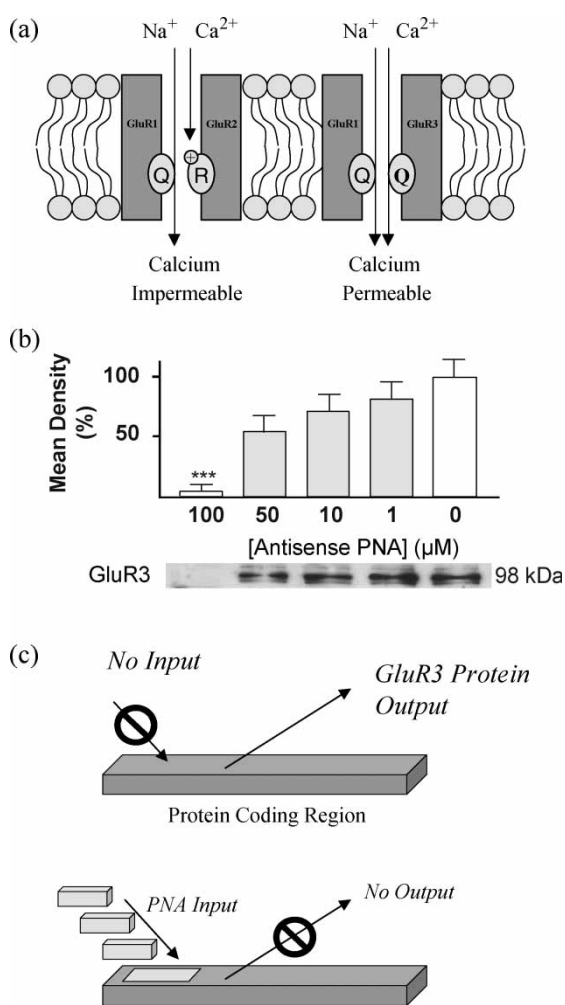 (a)
Na+ Ca2+ Na+ Ca2+
GluR1 GluR2 GluR1 GluR3
Q + R Q Q
Calcium Impermeable
Calcium Permeable
(b)
Mean Density (%)
100
50
***
100 50 10 1 0
[Antisense PNA] (µM)
GluR3 98 kDa
(c)
No Input
GluR3 Protein
Output
Protein Coding Region
PNA Input
No Output